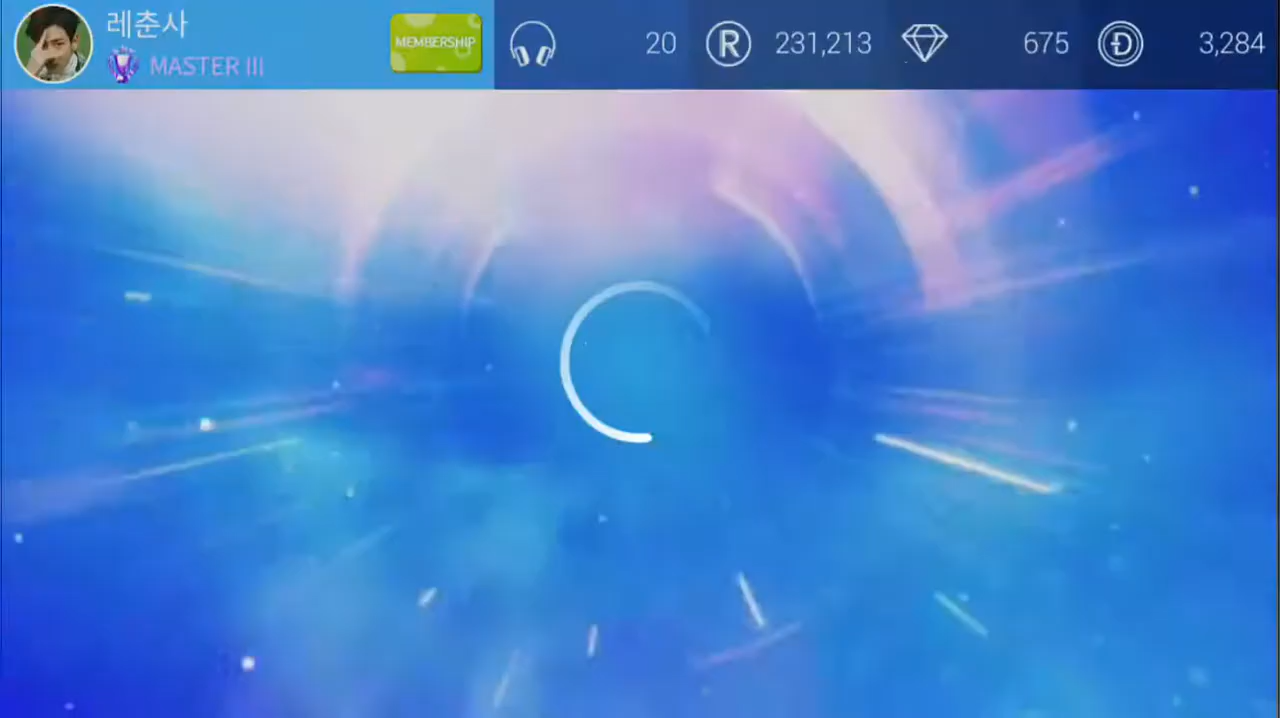 레춘사
MASTER III
MEMBERSHIP
20
R
231,213
675
D
3,284